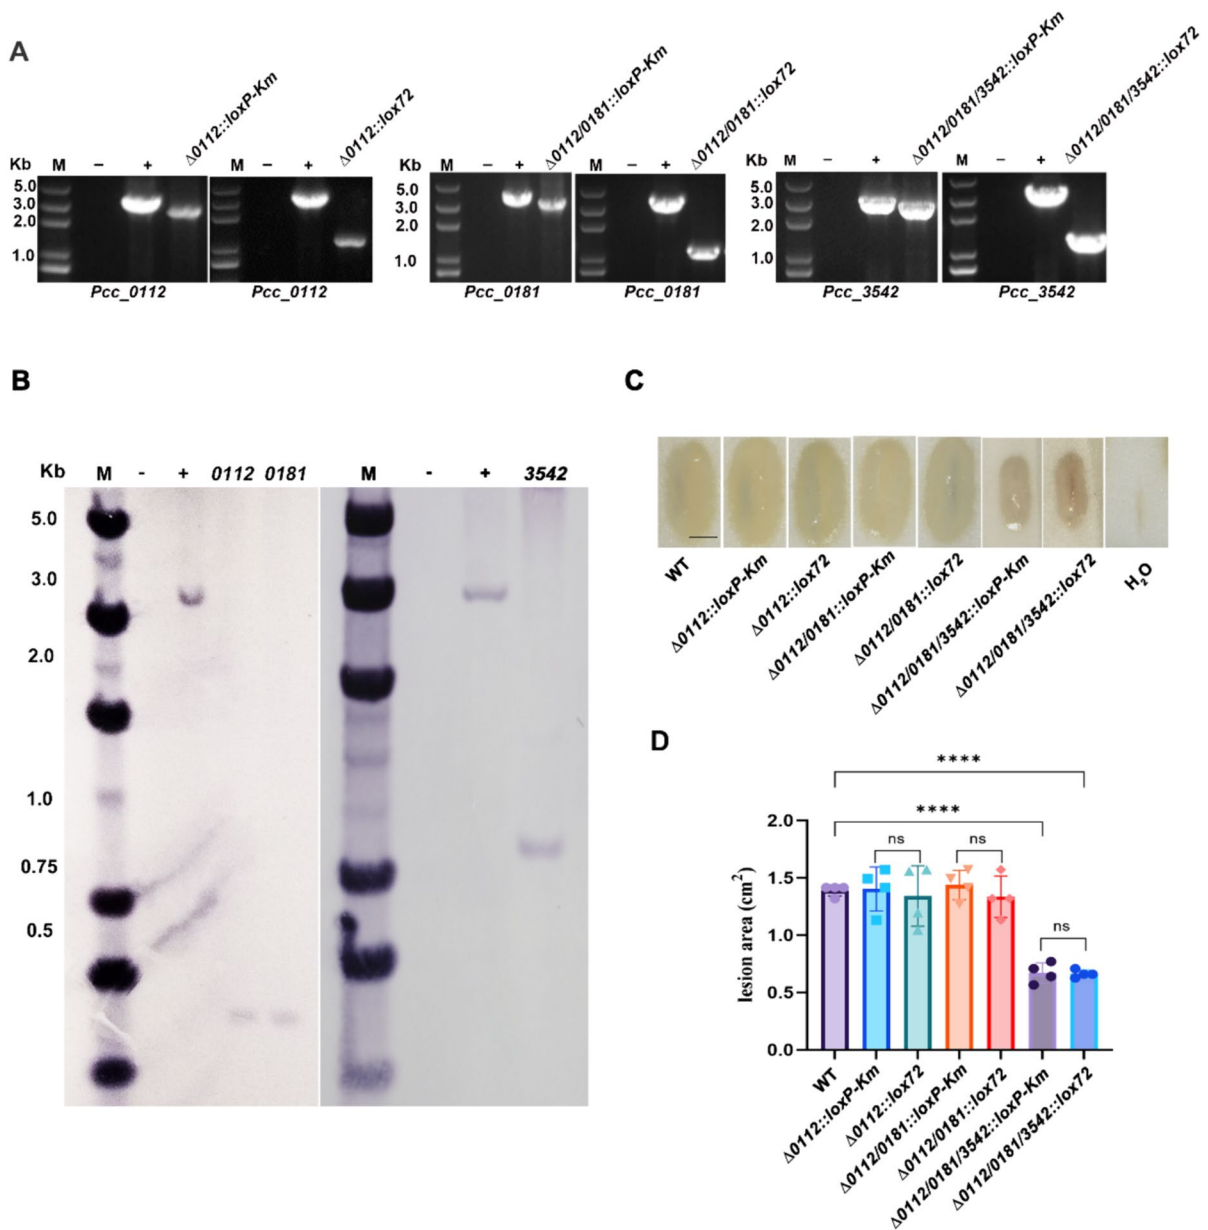 A
Δ0112::loxP-Km
Δ0112::lox72
Δ0112/0181::loxP-Km
Δ0112/0181::lox72
Δ0112/0181/3542::loxP-Km
Δ0112/0181/3542::lox72
Kb M – + M – + Kb M – + M – + Kb M – + M – +
5.0 5.0 5.0
3.0 3.0 3.0
2.0 2.0 2.0
1.0 1.0 1.0
Pcc_0112 Pcc_0112 Pcc_0181 Pcc_0181 Pcc_3542 Pcc_3542
B
Kb M - + 0112 0181 M - + 3542
5.0
3.0
2.0
1.0
0.75
0.5
C
WT
Δ0112::loxP-Km
Δ0112::lox72
Δ0112/0181::loxP-Km
Δ0112/0181::lox72
Δ0112/0181/3542::loxP-Km
Δ0112/0181/3542::lox72
H₂O
D
****
****
ns ns
ns
lesion area (cm²)
2.0
1.5
1.0
0.5
0.0
WT
Δ0112::loxP-Km
Δ0112::lox72
Δ0112/0181::loxP-Km
Δ0112/0181::lox72
Δ0112/0181/3542::loxP-Km
Δ0112/0181/3542::lox72